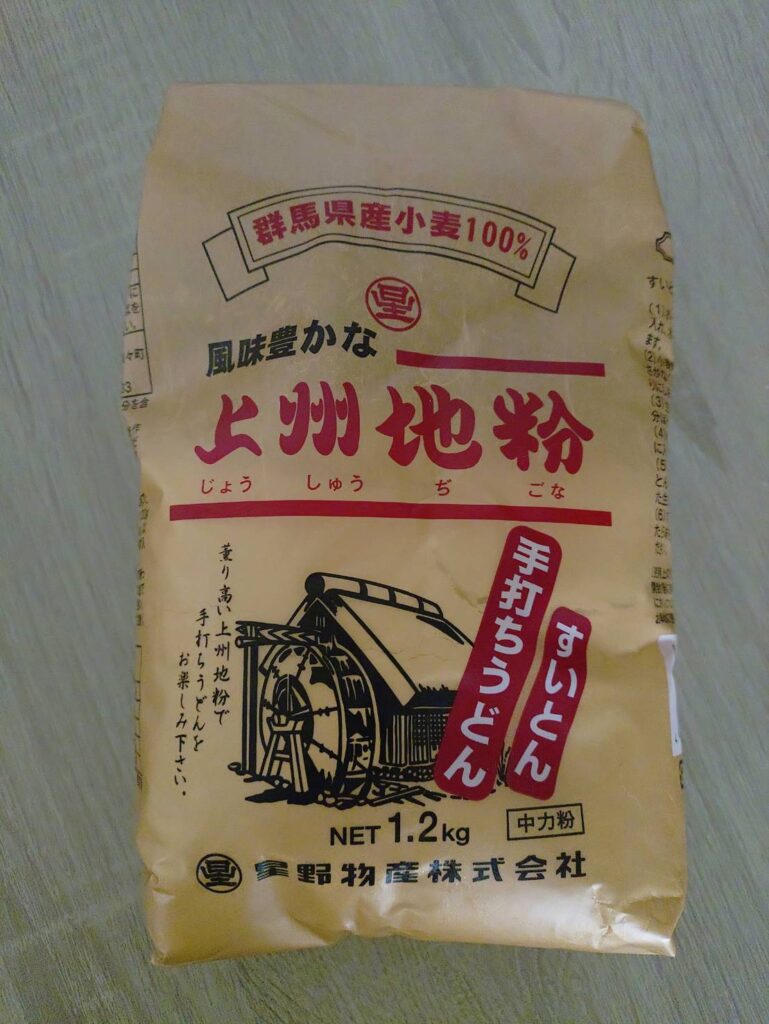 群馬県産小麦100%
星
風味豊かな
上州地粉
じょう しゅう ぢ ごな
薫り高い上州地粉で
手打ちうどんを
お楽しみ下さい。
手打ちうどん
すいとん
NET 1.2kg
中力粉
星 星野物産株式会社